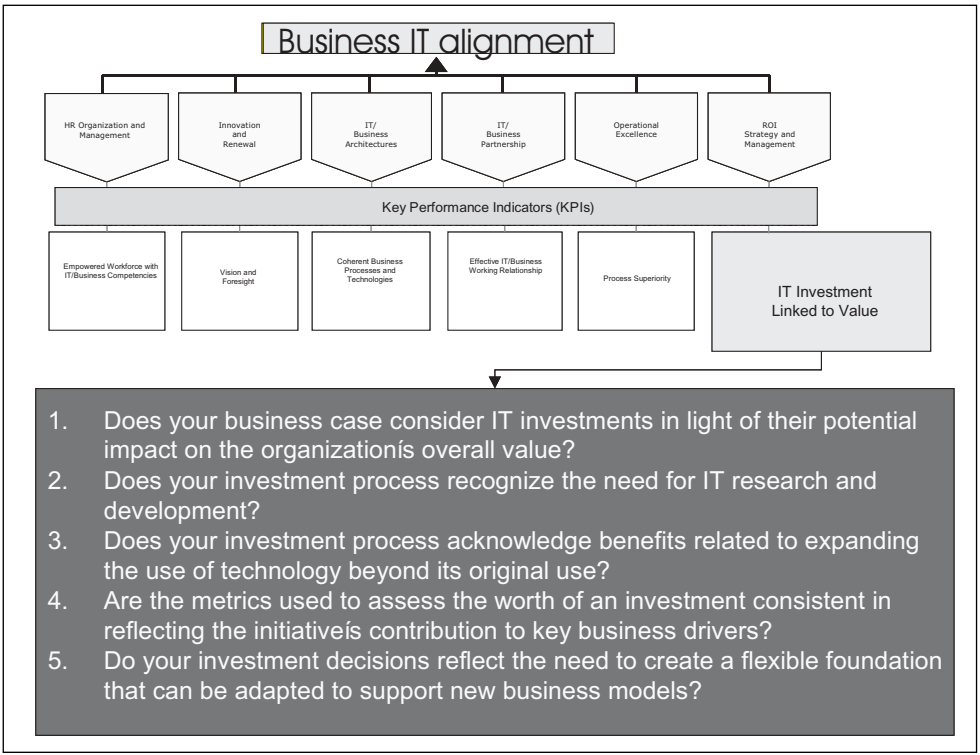 Business IT alignment
HR Organization and
Management
Innovation
and
Renewal
IT/
Business
Architectures
IT/
Business
Partnership
Operational
Excellence
ROI
Strategy and
Management
Key Performance Indicators (KPIs)
Empowered Workforce with
IT/Business Competencies
Vision and
Foresight
Coherent Business
Processes and
Technologies
Effective IT/Business
Working Relationship
Process Superiority
IT Investment
Linked to Value
1. Does your business case consider IT investments in light of their potential
impact on the organizationís overall value?
2. Does your investment process recognize the need for IT research and
development?
3. Does your investment process acknowledge benefits related to expanding
the use of technology beyond its original use?
4. Are the metrics used to assess the worth of an investment consistent in
reflecting the initiativeís contribution to key business drivers?
5. Do your investment decisions reflect the need to create a flexible foundation
that can be adapted to support new business models?